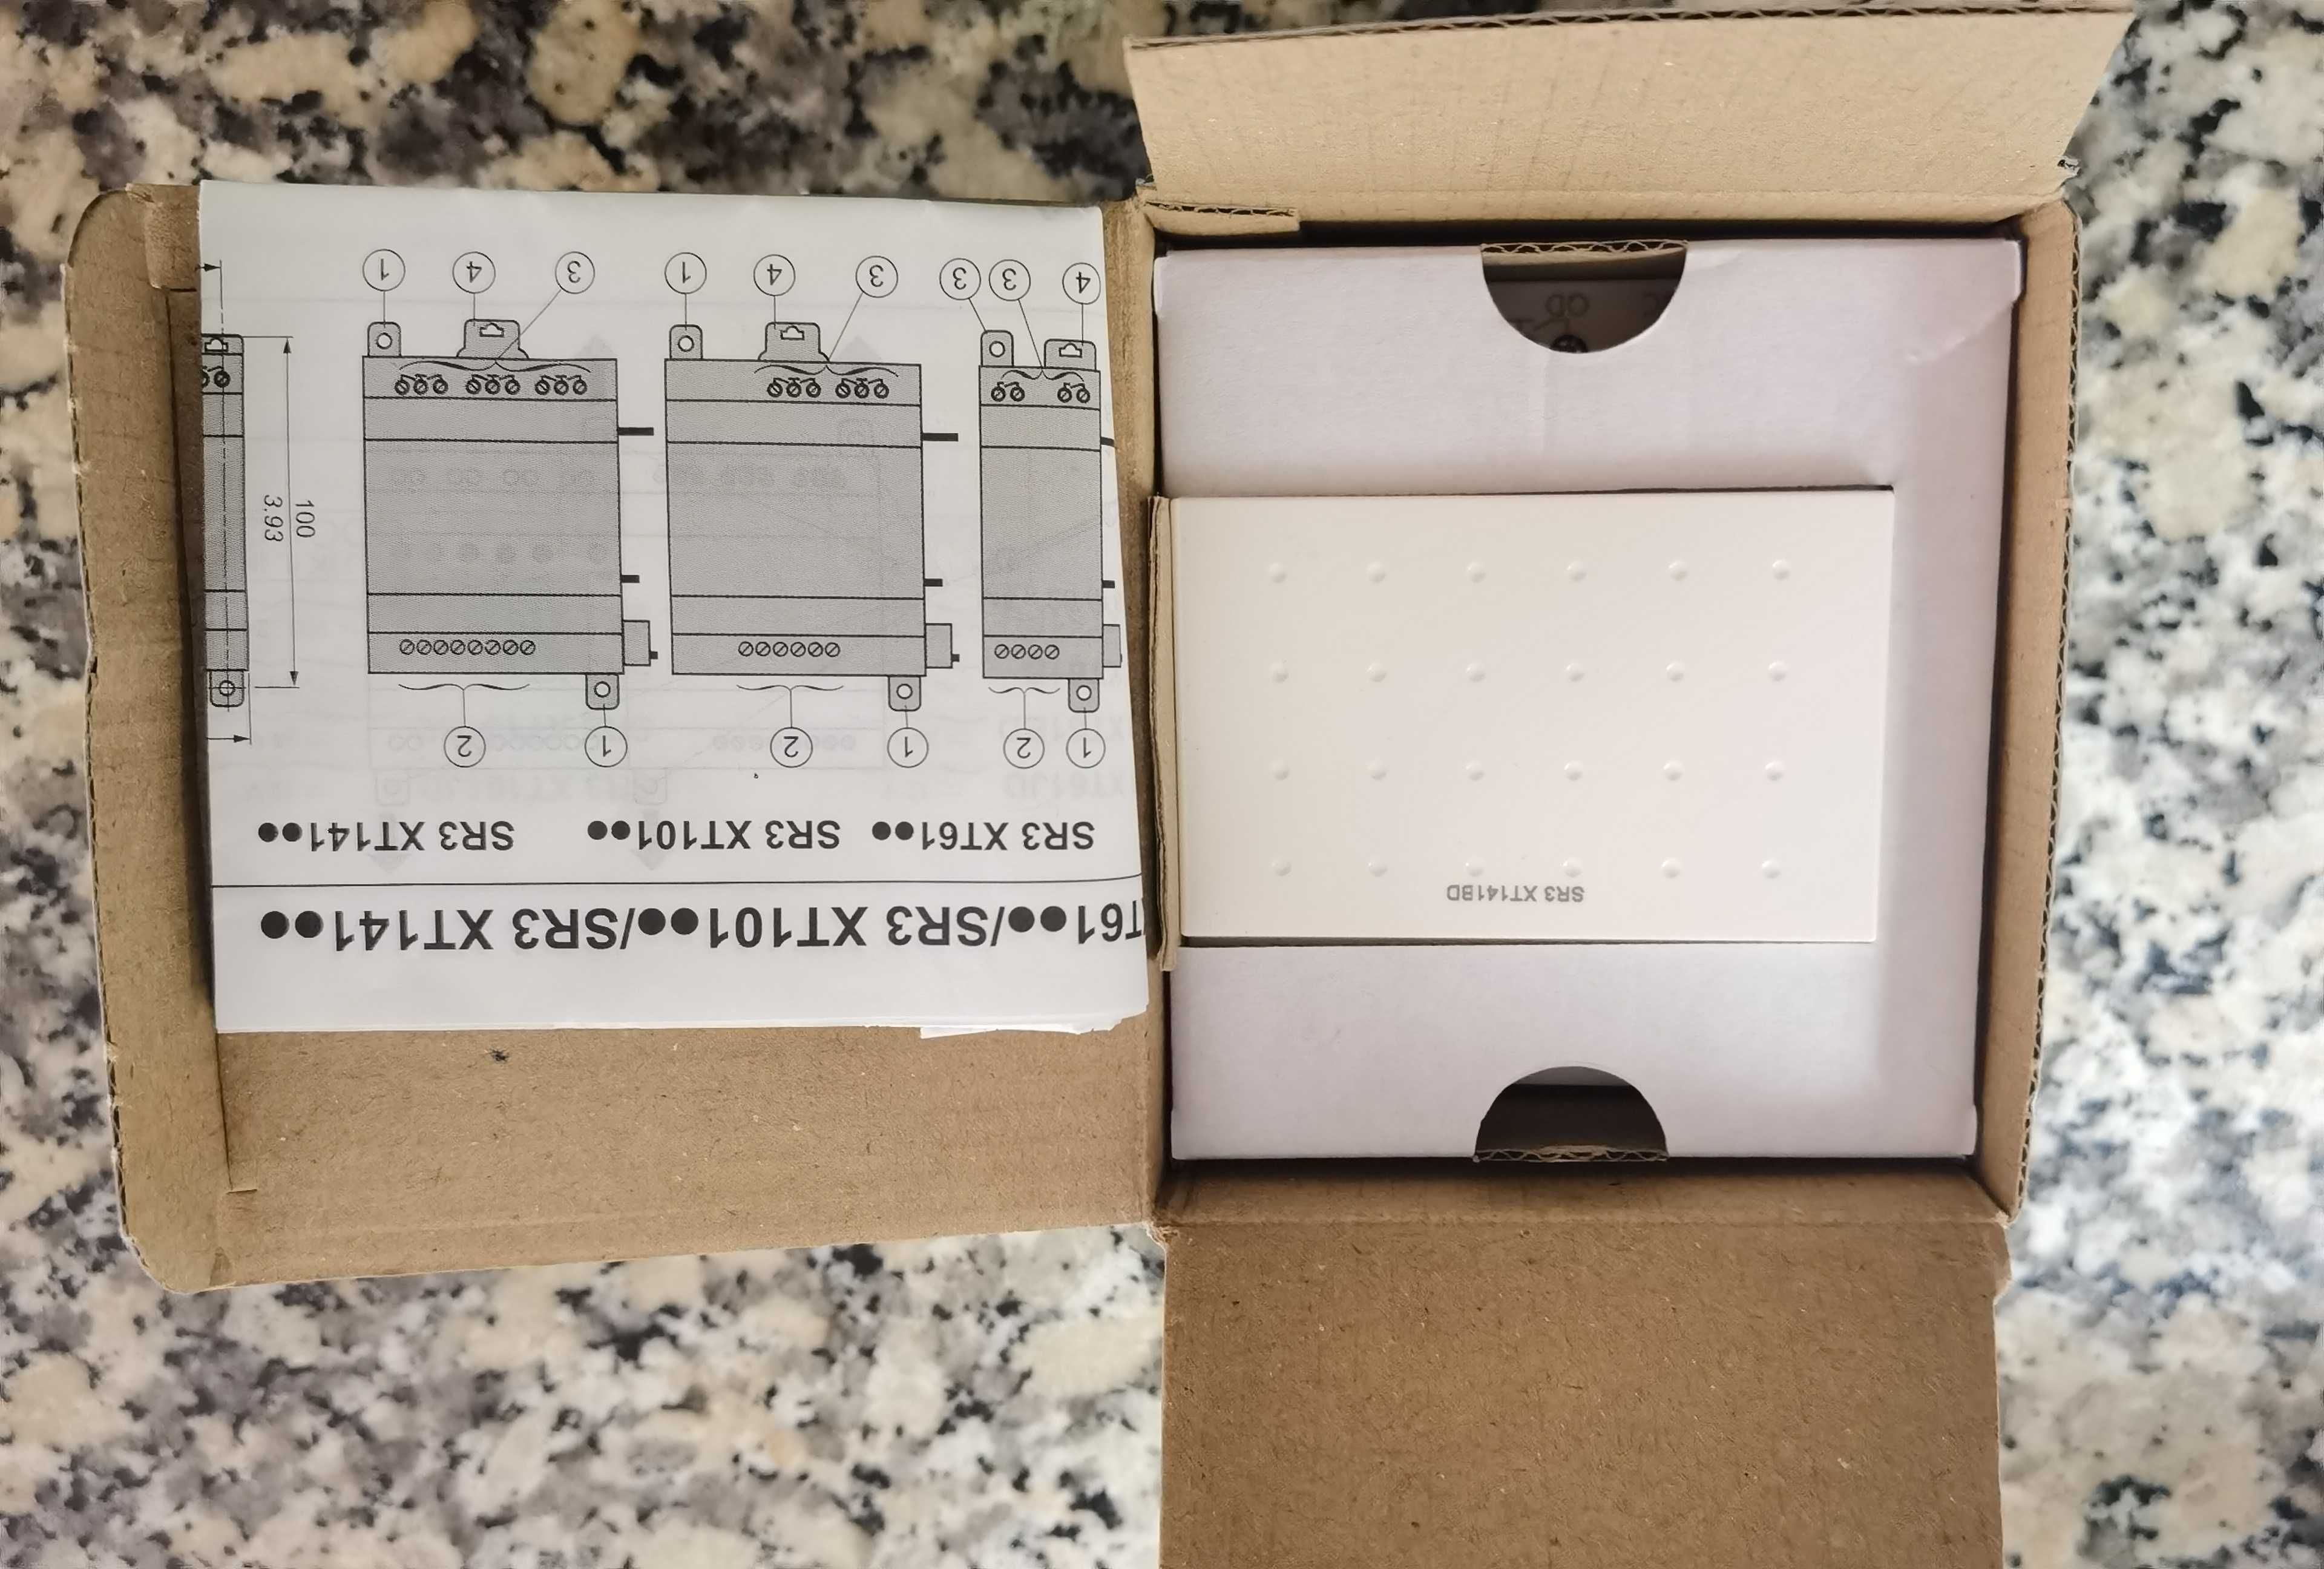 T61●●/SR3 XT101●●/SR3 XT141●●
SR3 XT61●● SR3 XT101●● SR3 XT141●●
1 2 1 2 1 2
100
3.93
4 3 3 3 4 1 3 4 1
SR3 XT141BD